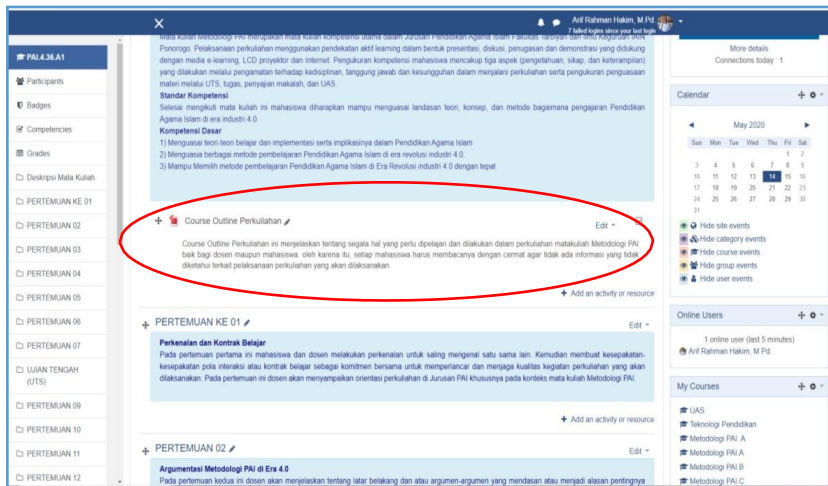 Arif Rahman Hakim, M.Pd.
7 failed logins since your last login
PAI.4.36.A1
Participants
Badges
Competencies
Grades
Deskripsi Mata Kuliah
PERTEMUAN KE 01
PERTEMUAN 02
PERTEMUAN 03
PERTEMUAN 04
PERTEMUAN 05
PERTEMUAN 06
PERTEMUAN 07
UJIAN TENGAH
(UTS)
PERTEMUAN 09
PERTEMUAN 10
PERTEMUAN 11
PERTEMUAN 12
Mata Kuliah Metodologi PAI merupakan mata kuliah kompetensi utama dalam Jurusan Pendidikan Agama Islam Fakultas Tarbiyah dan Ilmu Keguruan IAIN
Ponorogo. Pelaksanaan perkuliahan menggunakan pendekatan aktif learning dalam bentuk presentasi, diskusi, penugasan dan demonstrasi yang didukung
dengan media e-learning, LCD proyektor dan Internet. Pengukuran kompetensi mahasiswa mencakup tiga aspek (pengetahuan, sikap, dan keterampilan)
yang dilakukan melalui pengamatan terhadap kedisiplinan, tanggung jawab dan kesungguhan dalam menjalani perkuliahan serta pengukuran penguasaan
materi melalui UTS, tugas, penyajian makalah, dan UAS.
Standar Kompetensi
Selesai mengikuti mata kuliah ini mahasiswa diharapkan mampu menguasai landasan teori, konsep, dan metode bagaimana pengajaran Pendidikan
Agama Islam di era industri 4.0.
Kompetensi Dasar
1) Menguasai teori-teori belajar dan implementasi serta implikasinya dalam Pendidikan Agama Islam
2) Menguasai berbagai metode pembelajaran Pendidikan Agama Islam di era revolusi industri 4.0.
3) Mampu Memilih metode pembelajaran Pendidikan Agama Islam di Era Revolusi industri 4.0 dengan tepat
Course Outline Perkuliahan
Edit
Course Outline Perkuliahan ini menjelaskan tentang segala hal yang perlu dipelajari dan dilakukan dalam perkuliahan matakuliah Metodologi PAI
baik bagi dosen maupun mahasiswa. oleh karena itu, setiap mahasiswa harus membacanya dengan cermat agar tidak ada informasi yang tidak
diketahui terkait pelaksanaan perkuliahan yang akan dilaksanakan.
+ Add an activity or resource
PERTEMUAN KE 01
Edit
Perkenalan dan Kontrak Belajar
Pada pertemuan pertama ini mahasiswa dan dosen melakukan perkenalan untuk saling mengenal satu sama lain. Kemudian membuat kesepakatan-
kesepakatan pola interaksi atau kontrak belajar sebagai komitmen bersama untuk memperlancar dan menjaga kualitas kegiatan perkuliahan yang akan
dilaksanakan. Pada pertemuan ini dosen akan menyampaikan orientasi perkuliahan di Jurusan PAI khususnya pada konteks mata kuliah Metodologi PAI.
+ Add an activity or resource
PERTEMUAN 02
Edit
Argumentasi Metodologi PAI di Era 4.0
Pada pertemuan kedua ini dosen akan menjelaskan tentang latar belakang dan atau argumen-argumen yang mendasari atau menjadi alasan pentingnya
More details
Connections today : 1
Calendar
May 2020
Sun Mon Tue Wed Thu Fri Sat
1 2
3 4 5 6 7 8 9
10 11 12 13 14 15 16
17 18 19 20 21 22 23
24 25 26 27 28 29 30
31
Hide site events
Hide category events
Hide course events
Hide group events
Hide user events
Online Users
1 online user (last 5 minutes)
Arif Rahman Hakim, M.Pd.
My Courses
UAS
Teknologi Pendidikan
Metodologi PAI. A
Metodologi PAI.A
Metodologi PAI B
Metodologi PAI C